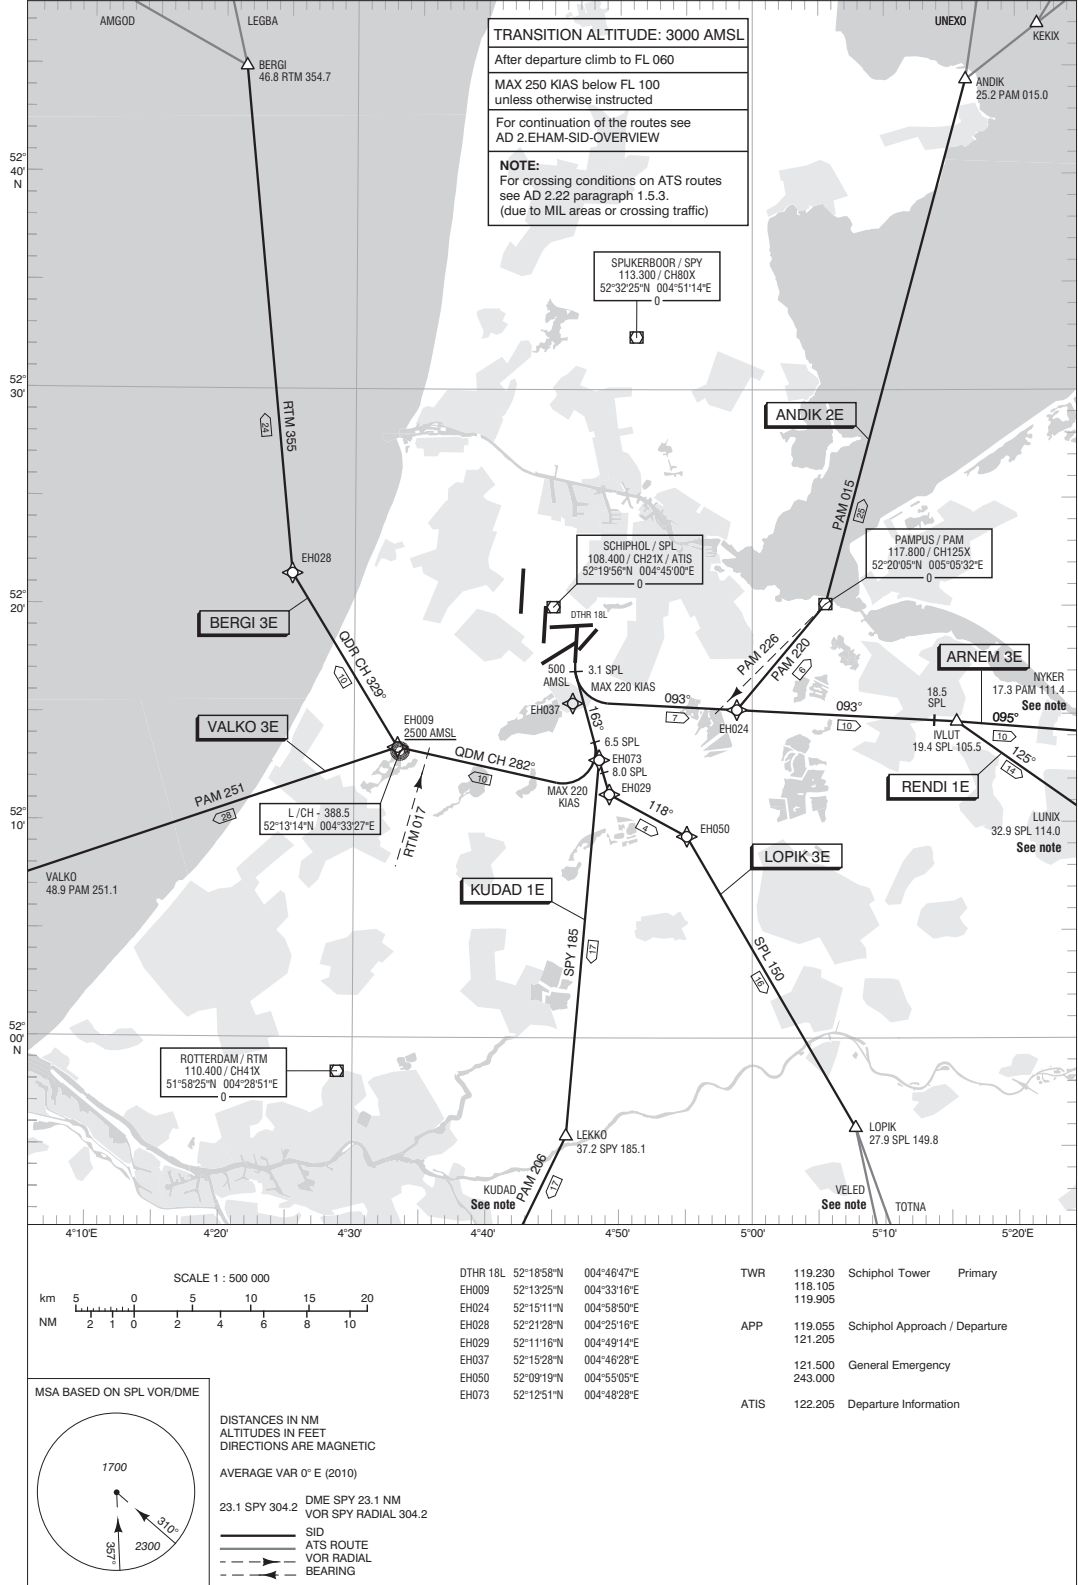 AMGOD
LEGBA
BERGI
46.8 RTM 354.7
TRANSITION ALTITUDE: 3000 AMSL
After departure climb to FL 060
MAX 250 KIAS below FL 100
unless otherwise instructed
For continuation of the routes see
AD 2.EHAM-SID-OVERVIEW
NOTE:
For crossing conditions on ATS routes
see AD 2.22 paragraph 1.5.3.
(due to MIL areas or crossing traffic)
UNEXO
KEKIX
ANDIK
25.2 PAM 015.0
52°
40'
N
SPIJKERBOOR / SPY
113.300 / CH80X
52°32'25"N 004°51'14"E
0
52°
30'
RTM 355
24
ANDIK 2E
PAM 015
25
SCHIPHOL / SPL
108.400 / CH21X / ATIS
52°19'56"N 004°45'00"E
0
PAMPUS / PAM
117.800 / CH125X
52°20'05"N 005°05'32"E
0
EH028
52°
20'
BERGI 3E
QDR CH 329°
10
DTHR 18L
500
AMSL
3.1 SPL
MAX 220 KIAS
PAM 226
PAM 220
6
ARNEM 3E
NYKER
17.3 PAM 111.4
See note
VALKO 3E
EH009
2500 AMSL
EH037
163°
093°
7
EH024
093°
10
18.5
SPL
IVLUT
19.4 SPL 105.5
095°
10
125°
14
QDM CH 282°
10
6.5 SPL
EH073
8.0 SPL
MAX 220
KIAS
EH029
RENDI 1E
PAM 251
28
L /CH - 388.5
52°13'14"N 004°33'27"E
RTM 017
118°
4
EH050
LUNIX
32.9 SPL 114.0
See note
52°
10'
VALKO
48.9 PAM 251.1
LOPIK 3E
KUDAD 1E
SPY 185
17
SPL 150
16
52°
00'
N
ROTTERDAM / RTM
110.400 / CH41X
51°58'25"N 004°28'51"E
0
LEKKO
37.2 SPY 185.1
LOPIK
27.9 SPL 149.8
KUDAD
See note
PAM 206
17
VELED
See note
TOTNA
4°10'E
4°20'
4°30'
4°40'
4°50'
5°00'
5°10'
5°20'E
SCALE 1 : 500 000
km 5 0 5 10 15 20
NM 2 1 0 2 4 6 8 10
DTHR 18L 52°18'58"N 004°46'47"E
EH009 52°13'25"N 004°33'16"E
EH024 52°15'11"N 004°58'50"E
EH028 52°21'28"N 004°25'16"E
EH029 52°11'16"N 004°49'14"E
EH037 52°15'28"N 004°46'28"E
EH050 52°09'19"N 004°55'05"E
EH073 52°12'51"N 004°48'28"E
TWR 119.230 Schiphol Tower Primary
118.105
119.905
APP 119.055 Schiphol Approach / Departure
121.205
121.500 General Emergency
243.000
ATIS 122.205 Departure Information
MSA BASED ON SPL VOR/DME
1700
310°
357°
2300
DISTANCES IN NM
ALTITUDES IN FEET
DIRECTIONS ARE MAGNETIC
AVERAGE VAR 0° E (2010)
23.1 SPY 304.2
DME SPY 23.1 NM
VOR SPY RADIAL 304.2
SID
ATS ROUTE
VOR RADIAL
BEARING